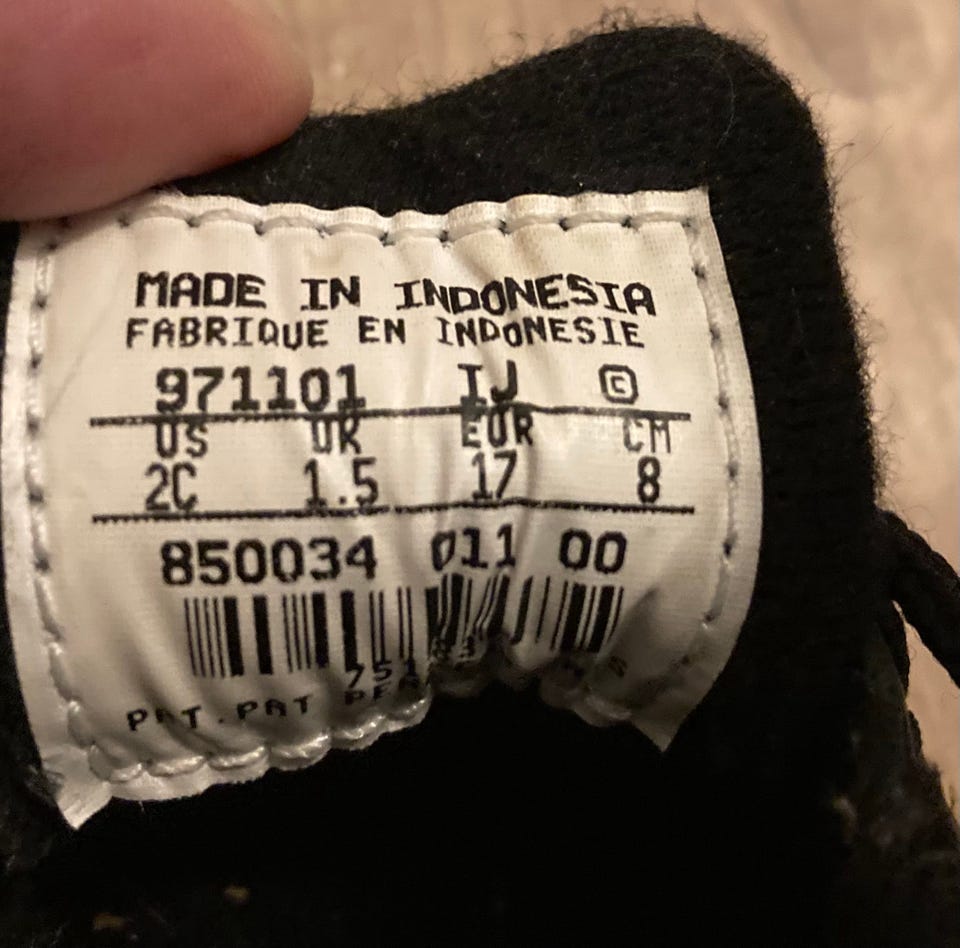 MADE IN INDONESIA
FABRIQUE EN INDONESIE
971101 IJ ©
US UK EUR CM
2C 1.5 17 8
850034 011 00
PAT.PAT